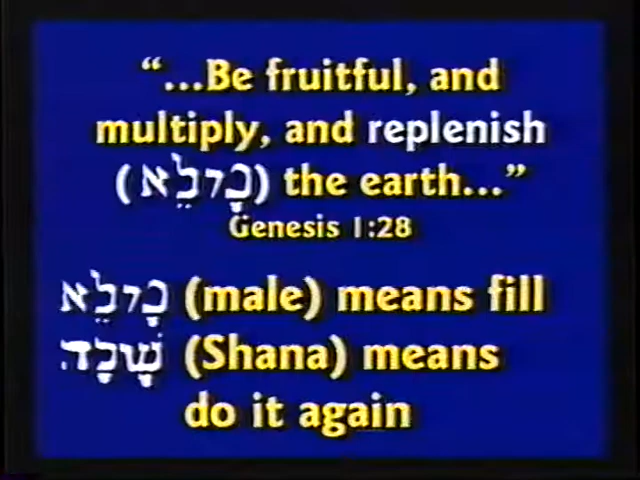 “...Be fruitful, and
multiply, and replenish
(מָלֵא) the earth...”
Genesis 1:28
מָלֵא (male) means fill
שָׁנָה (Shana) means
do it again